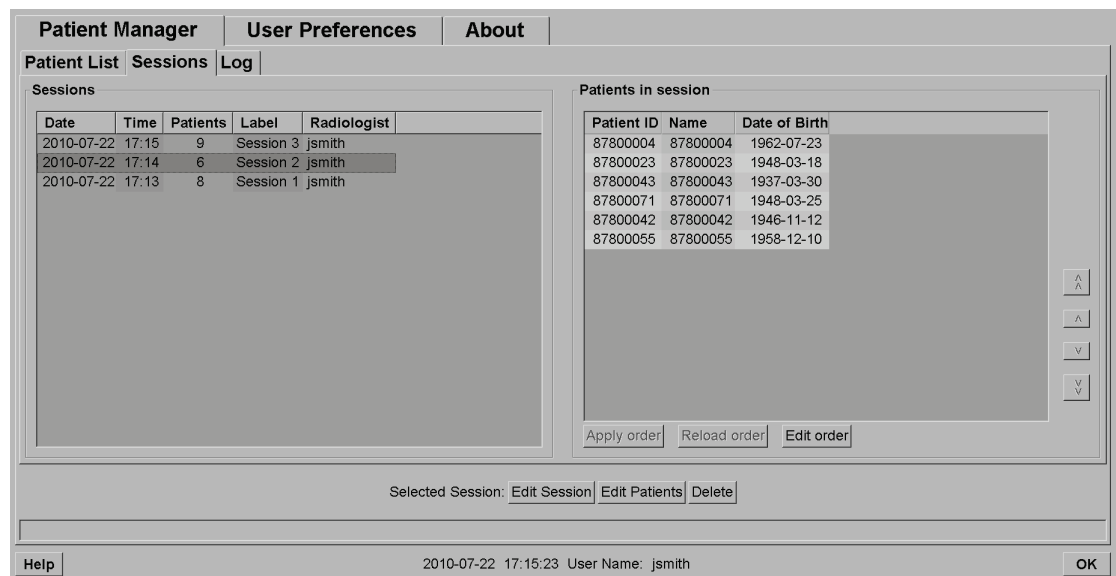 Patient Manager User Preferences About
Patient List Sessions Log
Sessions
Date Time Patients Label Radiologist
2010-07-22 17:15 9 Session 3 jsmith
2010-07-22 17:14 6 Session 2 jsmith
2010-07-22 17:13 8 Session 1 jsmith
Patients in session
Patient ID Name Date of Birth
87800004 87800004 1962-07-23
87800023 87800023 1948-03-18
87800043 87800043 1937-03-30
87800071 87800071 1948-03-25
87800042 87800042 1946-11-12
87800055 87800055 1958-12-10
Apply order Reload order Edit order
Selected Session: Edit Session Edit Patients Delete
Help 2010-07-22 17:15:23 User Name: jsmith OK